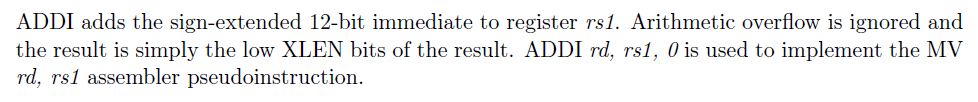 ADDI adds the sign-extended 12-bit immediate to register rs1. Arithmetic overflow is ignored and
the result is simply the low XLEN bits of the result. ADDI rd, rs1, 0 is used to implement the MV
rd, rs1 assembler pseudoinstruction.